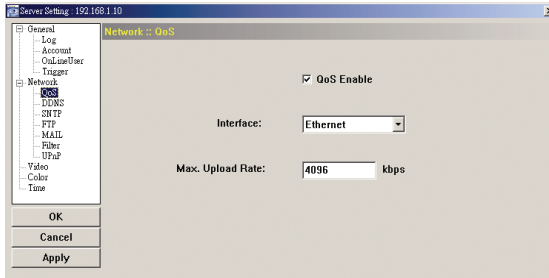 Server Setting : 192.168.1.10
General
Log
Account
OnLineUser
Trigger
Network
QoS
DDNS
SNTP
FTP
MAIL
Filter
UPnP
Video
Color
Time
OK
Cancel
Apply
Network :: QoS
QoS Enable
Interface: Ethernet
Max. Upload Rate: 4096 kbps